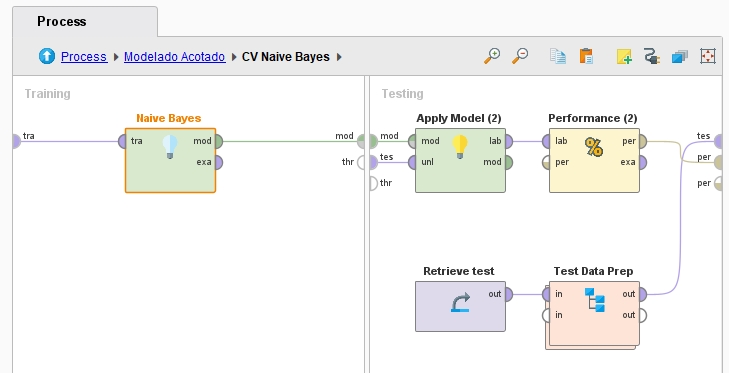 Process
Process Modelado Acotado CV Naive Bayes
Training
Testing
Naive Bayes
tra
tra
mod
exa
mod
thr
Apply Model (2)
mod
tes
thr
mod
unl
lab
mod
Performance (2)
lab
per
per
exa
tes
per
per
Retrieve test
out
Test Data Prep
in
in
out
out